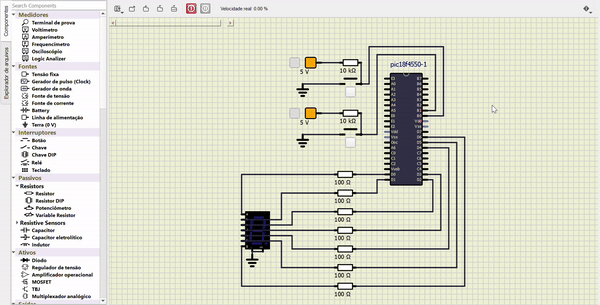 Search Components
Velocidade real: 0.00 %
Componentes
Explorador de arquivos
Medidores
Terminal de prova
Voltímetro
Amperímetro
Frequencímetro
Osciloscópio
Logic Analizer
Fontes
Tensão fixa
Gerador de pulso (Clock)
Gerador de onda
Fonte de tensão
Fonte de corrente
Battery
Linha de alimentação
Terra (0 V)
Interruptores
Botão
Chave
Chave DIP
Relé
Teclado
Passivos
Resistors
Resistor
Resistor DIP
Potenciômetro
Variable Resistor
Resistive Sensors
Capacitor
Capacitor eletrolítico
Indutor
Ativos
Diodo
Regulador de tensão
Amplificador operacional
MOSFET
TBJ
Multiplexador analógico
5 V
10 kΩ
5 V
10 kΩ
pic18f4550-1
100 Ω
100 Ω
100 Ω
100 Ω
100 Ω
100 Ω
100 Ω